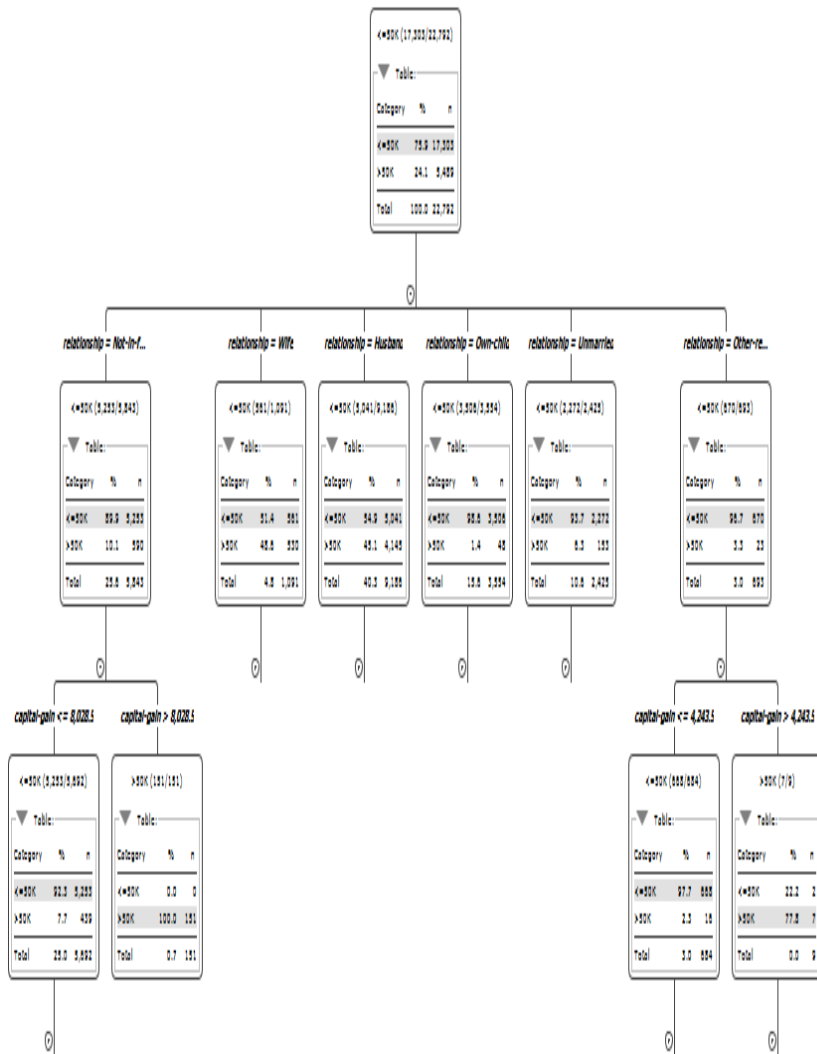 <=50K (17,303/22,792)
Table:
Category % n
<=50K 75.9 17,303
>50K 24.1 5,489
Total 100.0 22,792
relationship = Not-in-f...
<=50K (5,253/5,843)
Table:
Category % n
<=50K 89.9 5,253
>50K 10.1 590
Total 25.6 5,843
relationship = Wife
<=50K (561/1,091)
Table:
Category % n
<=50K 51.4 561
>50K 48.6 530
Total 4.8 1,091
relationship = Husband
<=50K (5,041/9,186)
Table:
Category % n
<=50K 54.9 5,041
>50K 45.1 4,145
Total 40.3 9,186
relationship = Own-child
<=50K (3,506/3,554)
Table:
Category % n
<=50K 98.6 3,506
>50K 1.4 48
Total 15.6 3,554
relationship = Unmarried
<=50K (2,272/2,425)
Table:
Category % n
<=50K 93.7 2,272
>50K 6.3 153
Total 10.6 2,425
relationship = Other-re...
<=50K (670/693)
Table:
Category % n
<=50K 96.7 670
>50K 3.3 23
Total 3.0 693
capital-gain <= 8,028.5
<=50K (5,253/5,692)
Table:
Category % n
<=50K 92.3 5,253
>50K 7.7 439
Total 25.0 5,692
capital-gain > 8,028.5
>50K (151/151)
Table:
Category % n
<=50K 0.0 0
>50K 100.0 151
Total 0.7 151
capital-gain <= 4,243.5
<=50K (668/684)
Table:
Category % n
<=50K 97.7 668
>50K 2.3 16
Total 3.0 684
capital-gain > 4,243.5
>50K (7/9)
Table:
Category % n
<=50K 22.2 2
>50K 77.8 7
Total 0.0 9